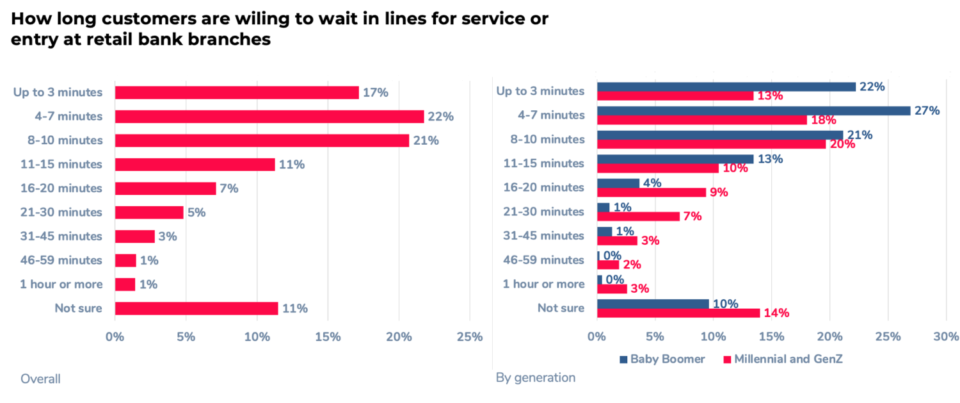 How long customers are wiling to wait in lines for service or
entry at retail bank branches
Up to 3 minutes 17%
4-7 minutes 22%
8-10 minutes 21%
11-15 minutes 11%
16-20 minutes 7%
21-30 minutes 5%
31-45 minutes 3%
46-59 minutes 1%
1 hour or more 1%
Not sure 11%
0% 5% 10% 15% 20% 25%
Overall
Up to 3 minutes 22% 13%
4-7 minutes 27% 18%
8-10 minutes 21% 20%
11-15 minutes 13% 10%
16-20 minutes 4% 9%
21-30 minutes 1% 7%
31-45 minutes 1% 3%
46-59 minutes 0% 2%
1 hour or more 0% 3%
Not sure 10% 14%
0% 5% 10% 15% 20% 25% 30%
Baby Boomer Millennial and GenZ
By generation